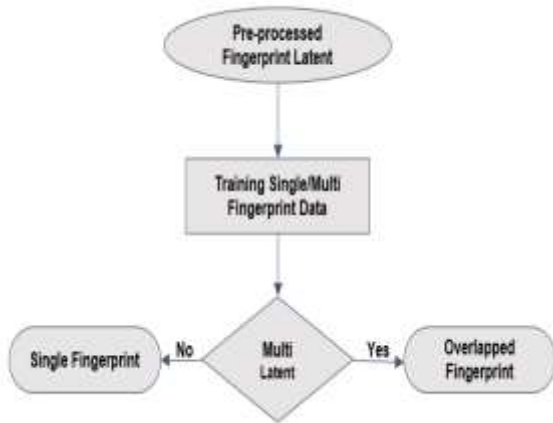 Pre-processed
Fingerprint Latent
Training Single/Multi
Fingerprint Data
Single Fingerprint
No
Multi
Latent
Yes
Overlapped
Fingerprint